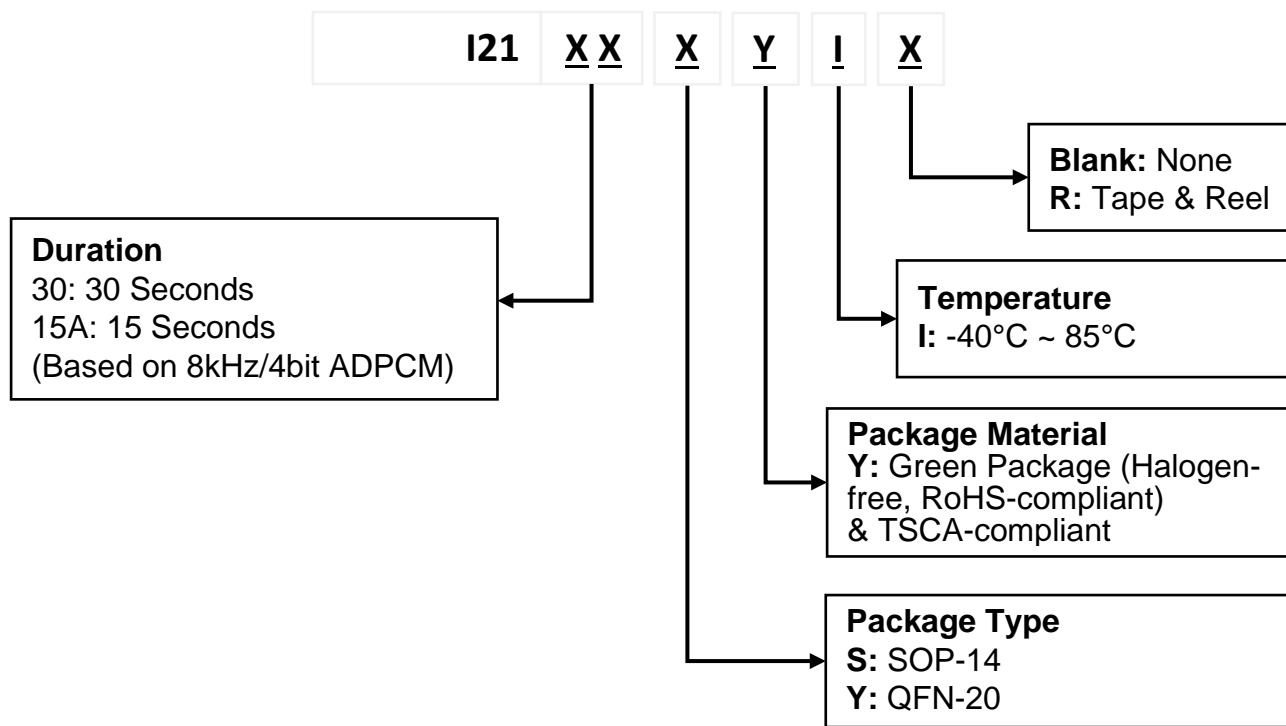 I21 XX X Y I X
Blank: None
R: Tape & Reel
Duration
30: 30 Seconds
15A: 15 Seconds
(Based on 8kHz/4bit ADPCM)
Temperature
I: -40°C ~ 85°C
Package Material
Y: Green Package (Halogen-
free, RoHS-compliant)
& TSCA-compliant
Package Type
S: SOP-14
Y: QFN-20